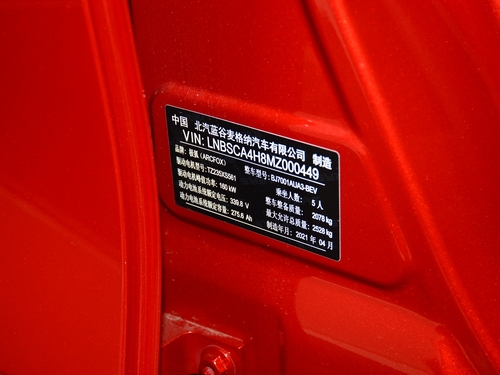 中国 北汽蓝谷麦格纳汽车有限公司 制造
VIN: LNBSCA4H8MZ000449
品牌: 极狐 (ARCFOX) 整车型号: BJ7001AUA3-BEV
驱动电机型号: TZ235XS561 乘坐人数: 5 人
驱动电机峰值功率: 160 kW 整车整备质量: 2078 kg
动力电池系统额定电压: 339.8 V 最大允许总质量: 2528 kg
动力电池系统额定容量: 275.6 Ah 制造年月: 2021 年 04 月